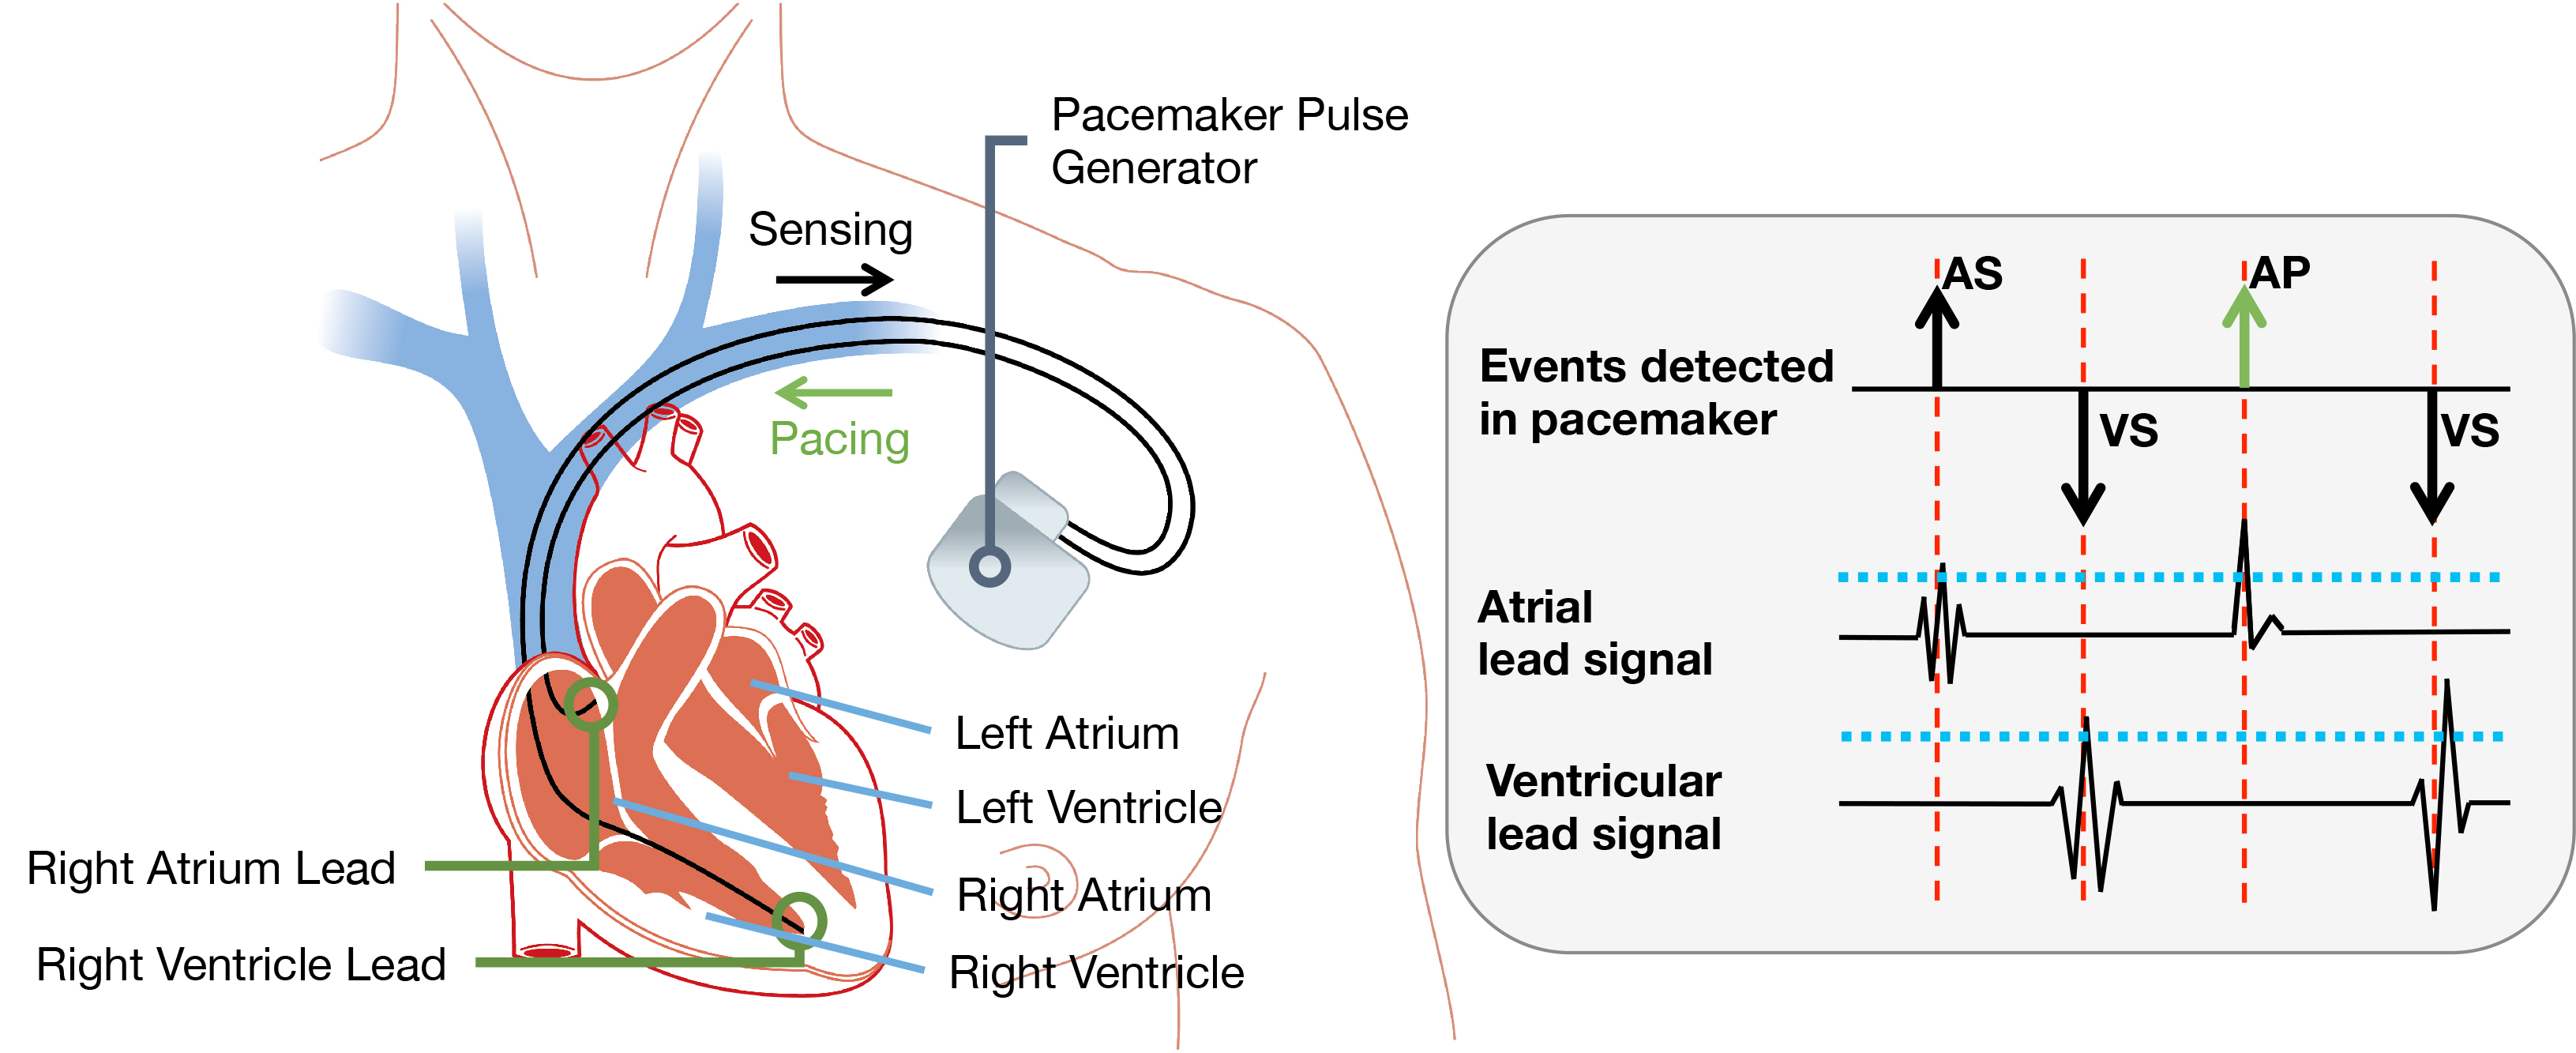 Pacemaker Pulse
Generator
Sensing
Pacing
Left Atrium
Left Ventricle
Right Atrium
Right Ventricle
Right Atrium Lead
Right Ventricle Lead
AS
AP
Events detected
in pacemaker
VS
VS
Atrial
lead signal
Ventricular
lead signal